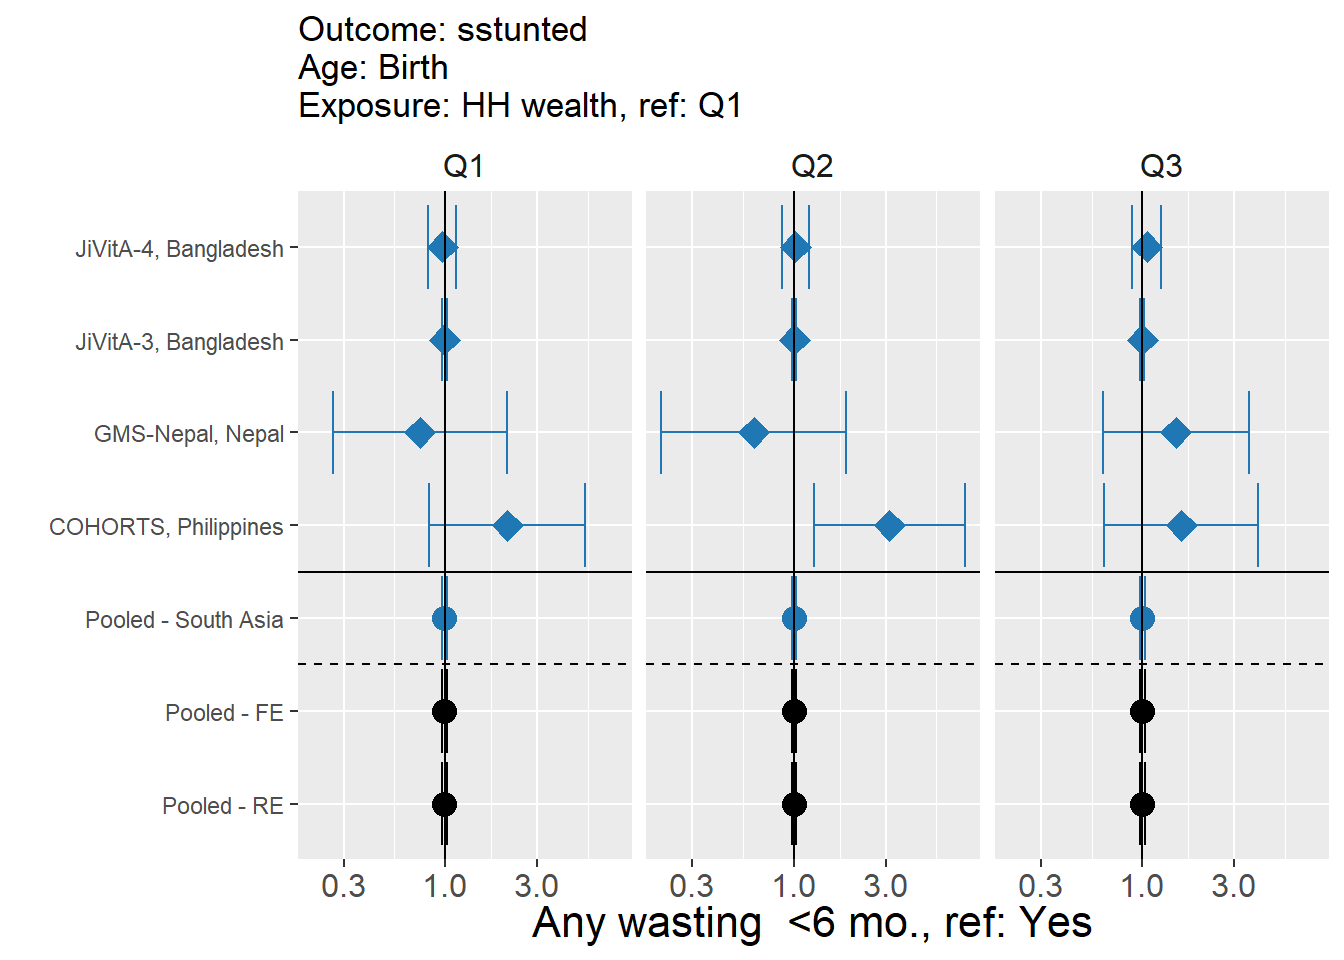 Outcome: sstunted
Age: Birth
Exposure: HH wealth, ref: Q1
Q1 Q2 Q3
JiVitA-4, Bangladesh
JiVitA-3, Bangladesh
GMS-Nepal, Nepal
COHORTS, Philippines
Pooled - South Asia
Pooled - FE
Pooled - RE
0.3 1.0 3.0 0.3 1.0 3.0 0.3 1.0 3.0
Any wasting  <6 mo., ref: Yes